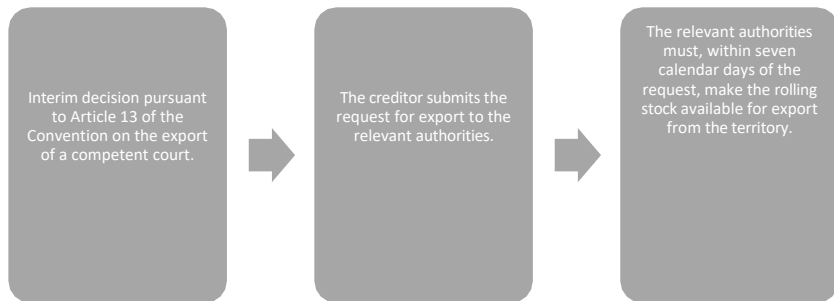 Interim decision pursuant
to Article 13 of the
Convention on the export
of a competent court.
The creditor submits the
request for export to the
relevant authorities.
The relevant authorities
must, within seven
calendar days of the
request, make the rolling
stock available for export
from the territory.